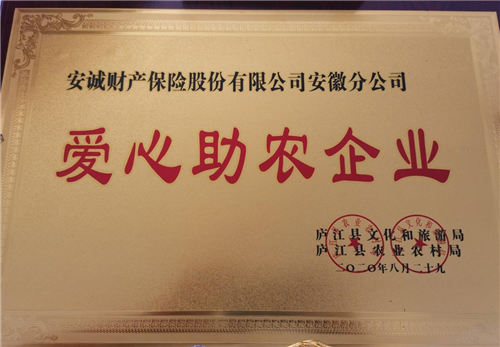 安诚财产保险股份有限公司安徽分公司
爱心助农企业
庐江县文化和旅游局
庐江县农业农村局
二〇二〇年八月二十九